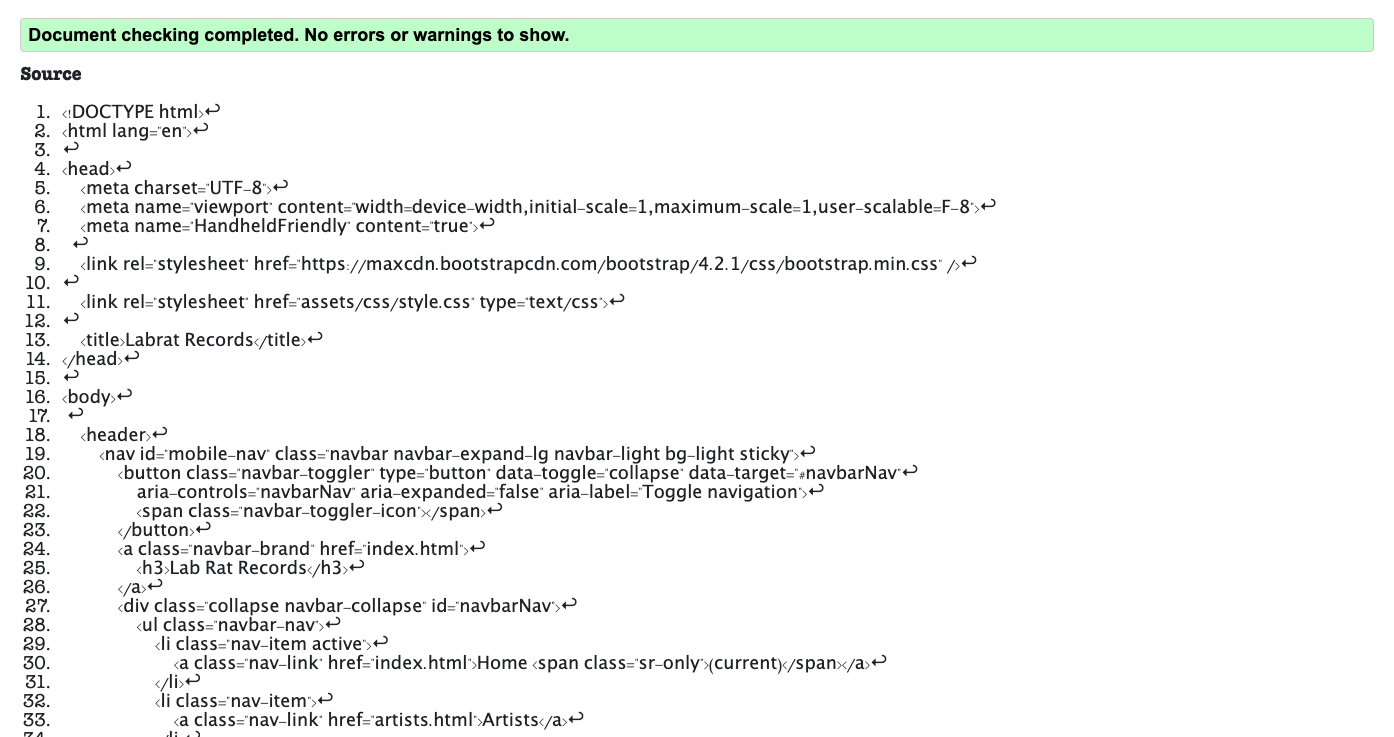 Document checking completed. No errors or warnings to show.
Source
1. <!DOCTYPE html>↩
2. <html lang="en">↩
3. ↩
4. <head>↩
5. <meta charset="UTF-8">↩
6. <meta name="viewport" content="width=device-width,initial-scale=1,maximum-scale=1,user-scalable=F-8">↩
7. <meta name="HandheldFriendly" content="true">↩
8. ↩
9. <link rel="stylesheet" href="https://maxcdn.bootstrapcdn.com/bootstrap/4.2.1/css/bootstrap.min.css" />↩
10. ↩
11. <link rel="stylesheet" href="assets/css/style.css" type="text/css">↩
12. ↩
13. <title>Labrat Records</title>↩
14. </head>↩
15. ↩
16. <body>↩
17. ↩
18. <header>↩
19. <nav id="mobile-nav" class="navbar navbar-expand-lg navbar-light bg-light sticky">↩
20. <button class="navbar-toggler" type="button" data-toggle="collapse" data-target="#navbarNav"↩
21. aria-controls="navbarNav" aria-expanded="false" aria-label="Toggle navigation">↩
22. <span class="navbar-toggler-icon"></span>↩
23. </button>↩
24. <a class="navbar-brand" href="index.html">↩
25. <h3>Lab Rat Records</h3>↩
26. </a>↩
27. <div class="collapse navbar-collapse" id="navbarNav">↩
28. <ul class="navbar-nav">↩
29. <li class="nav-item active">↩
30. <a class="nav-link" href="index.html">Home <span class="sr-only">(current)</span></a>↩
31. </li>↩
32. <li class="nav-item">↩
33. <a class="nav-link" href="artists.html">Artists</a>↩